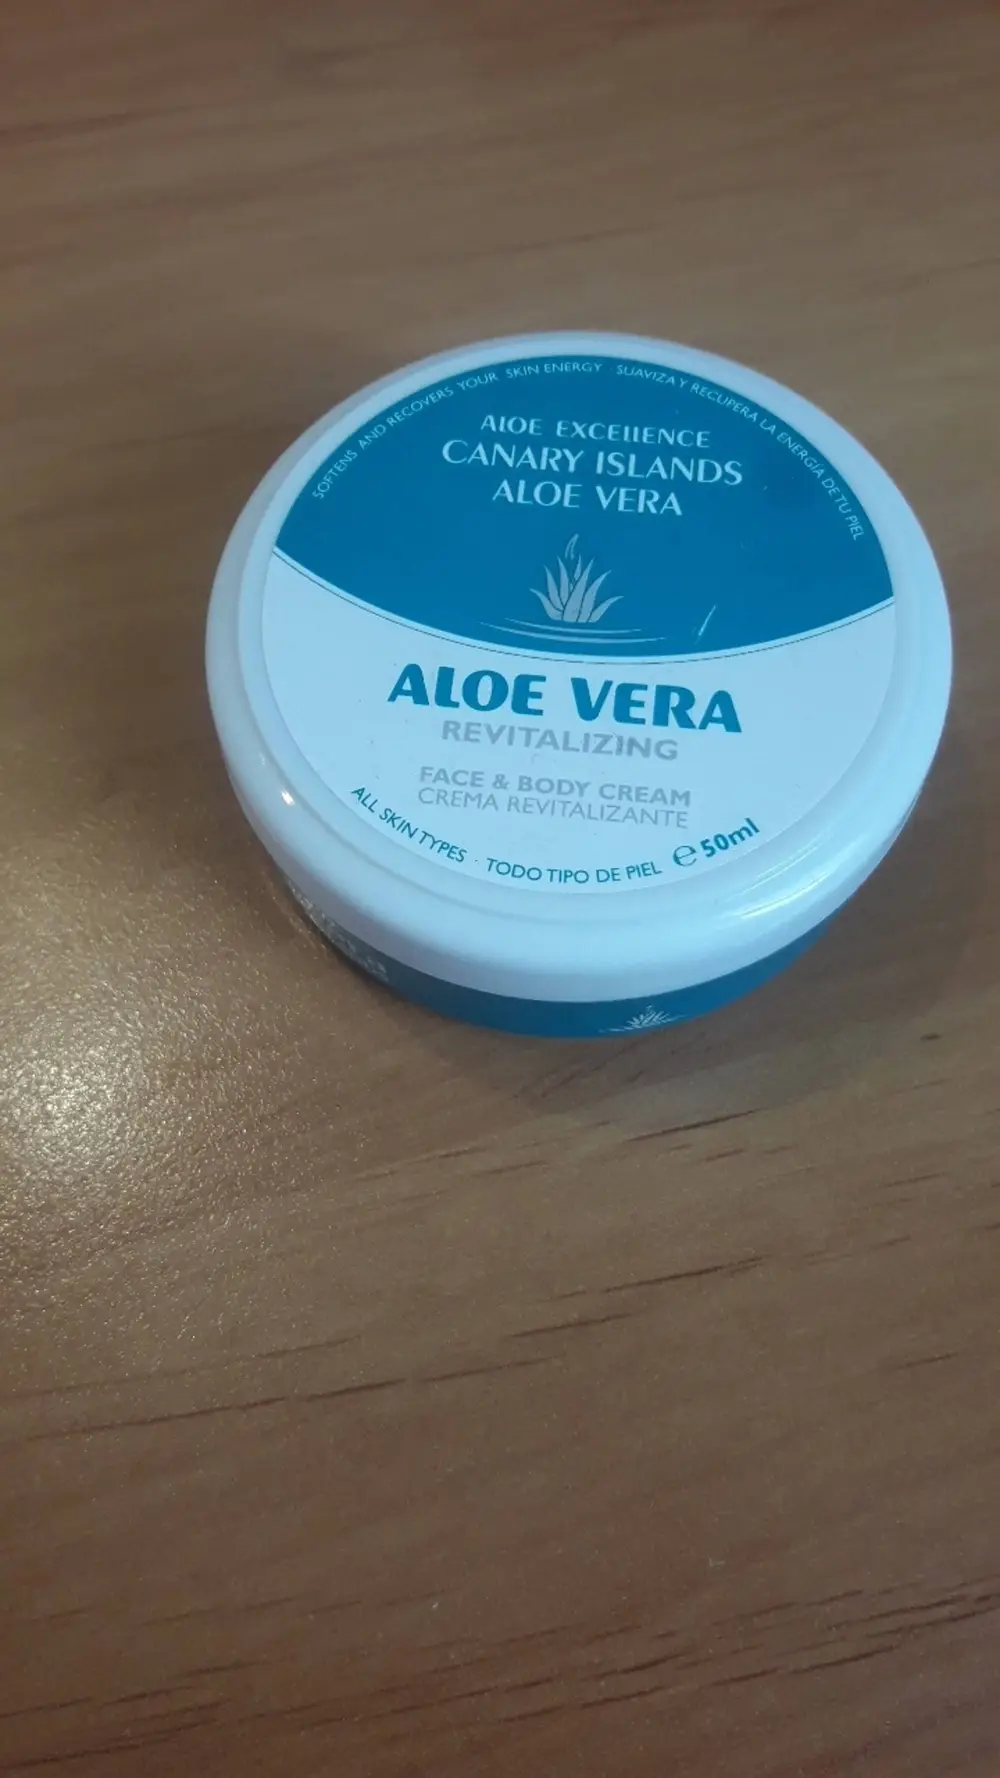 SOFTENS AND RECOVERS YOUR SKIN ENERGY · SUAVIZA Y RECUPERA LA ENERGÍA DE TU PIEL
ALOE EXCELLENCE
CANARY ISLANDS
ALOE VERA
ALOE VERA
REVITALIZING
FACE & BODY CREAM
CREMA REVITALIZANTE
ALL SKIN TYPES · TODO TIPO DE PIEL ℮ 50ml